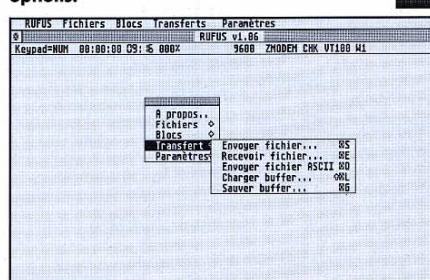 options.
RUFUS Fichiers Blocs Transferts Paramètres
RUFUS v1.06
Keypad=NUM 00:00:00 09: 000% 9600 ZMODEM CHK VT100 W1
A propos..
Fichiers
Blocs
Transfert
Paramètres
Envoyer fichier... ⌘S
Recevoir fichier... ⌘E
Envoyer fichier ASCII ⌘O
Charger buffer... ⌘L
Sauver buffer... ⌘G